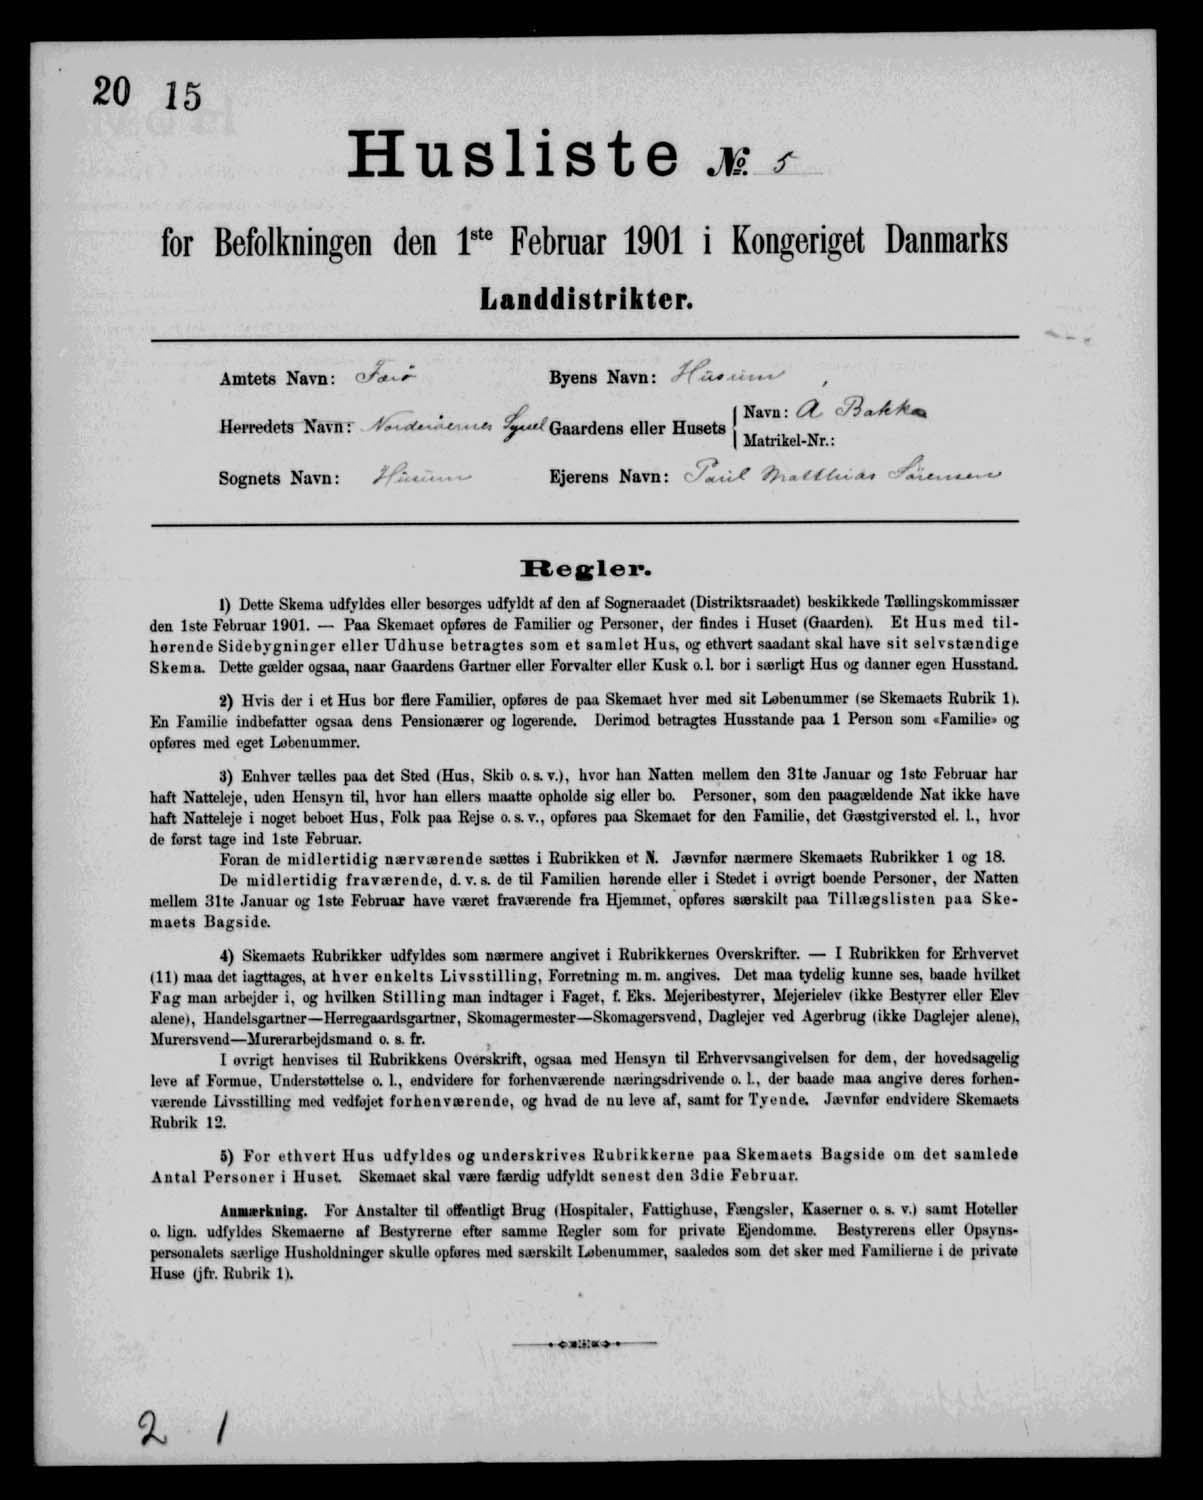 20 15
Husliste № 5
for Befolkningen den 1ste Februar 1901 i Kongeriget Danmarks
Landdistrikter.
Amtets Navn: Færø
Byens Navn: Húsum
Herredets Navn: Norderøernes Syssel
Gaardens eller Husets Navn: Á Bakka
Matrikel-Nr.:
Sognets Navn: Húsum
Ejerens Navn: Paul Matthias Sørensen
Regler.
1) Dette Skema udfyldes eller besørges udfyldt af den af Sogneraadet (Distriktsraadet) beskikkede Tællingskommissær
den 1ste Februar 1901. — Paa Skemaet opføres de Familier og Personer, der findes i Huset (Gaarden). Et Hus med til-
hørende Sidebygninger eller Udhuse betragtes som et samlet Hus, og ethvert saadant skal have sit selvstændige
Skema. Dette gælder ogsaa, naar Gaardens Gartner eller Forvalter eller Kusk o. l. bor i særligt Hus og danner egen Husstand.
2) Hvis der i et Hus bor flere Familier, opføres de paa Skemaet hver med sit Løbenummer (se Skemaets Rubrik 1).
En Familie indbefatter ogsaa dens Pensionærer og logerende. Derimod betragtes Husstande paa 1 Person som «Familie» og
opføres med eget Løbenummer.
3) Enhver tælles paa det Sted (Hus, Skib o. s. v.), hvor han Natten mellem den 31te Januar og 1ste Februar har
haft Natteleje, uden Hensyn til, hvor han ellers maatte opholde sig eller bo. Personer, som den paagældende Nat ikke have
haft Natteleje i noget beboet Hus, Folk paa Rejse o. s. v., opføres paa Skemaet for den Familie, det Gæstgiversted el. l., hvor
de først tage ind 1ste Februar.
Foran de midlertidig nærværende sættes i Rubrikken et N. Jævnfør nærmere Skemaets Rubrikker 1 og 18.
De midlertidig fraværende, d. v. s. de til Familien hørende eller i Stedet i øvrigt boende Personer, der Natten
mellem 31te Januar og 1ste Februar have været fraværende fra Hjemmet, opføres særskilt paa Tillægslisten paa Ske-
maets Bagside.
4) Skemaets Rubrikker udfyldes som nærmere angivet i Rubrikkernes Overskrifter. — I Rubrikken for Erhvervet
(11) maa det iagttages, at hver enkelts Livsstilling, Forretning m. m. angives. Det maa tydelig kunne ses, baade hvilket
Fag man arbejder i, og hvilken Stilling man indtager i Faget, f. Eks. Mejeribestyrer, Mejerielev (ikke Bestyrer eller Elev
alene), Handelsgartner—Herregaardsgartner, Skomagermester—Skomagersvend, Daglejer ved Agerbrug (ikke Daglejer alene),
Murersvend—Murerarbejdsmand o. s. fr.
I øvrigt henvises til Rubrikkens Overskrift, ogsaa med Hensyn til Erhvervsangivelsen for dem, der hovedsagelig
leve af Formue, Understøttelse o. l., endvidere for forhenværende næringsdrivende o. l., der baade maa angive deres forhen-
værende Livsstilling med vedføjet forhenværende, og hvad de nu leve af, samt for Tyende. Jævnfør endvidere Skemaets
Rubrik 12.
5) For ethvert Hus udfyldes og underskrives Rubrikkerne paa Skemaets Bagside om det samlede
Antal Personer i Huset. Skemaet skal være færdig udfyldt senest den 3die Februar.
Anmærkning. For Anstalter til offentligt Brug (Hospitaler, Fattighuse, Fængsler, Kaserner o. s. v.) samt Hoteller
o. lign. udfyldes Skemaerne af Bestyrerne efter samme Regler som for private Ejendomme. Bestyrerens eller Opsyns-
personalets særlige Husholdninger skulle opføres med særskilt Løbenummer, saaledes som det sker med Familierne i de private
Huse (jfr. Rubrik 1).
2 1